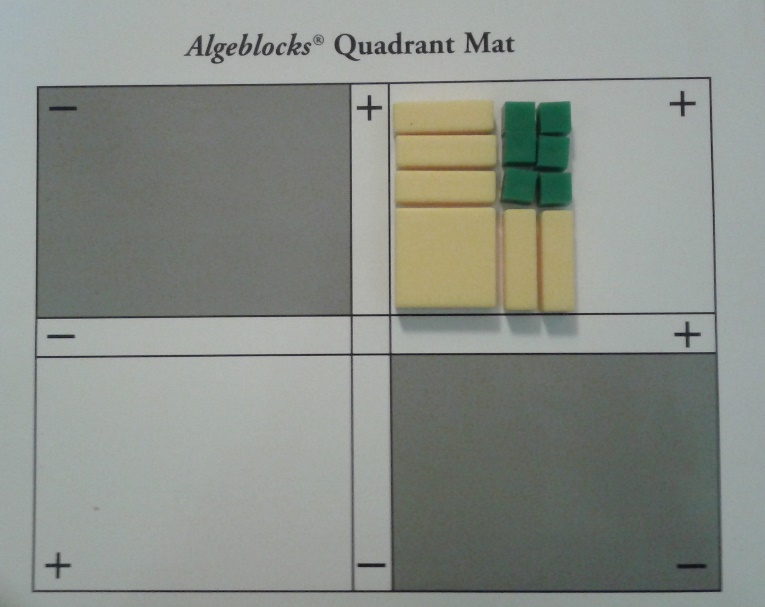 Algeblocks® Quadrant Mat
− + +
− +
+ − −